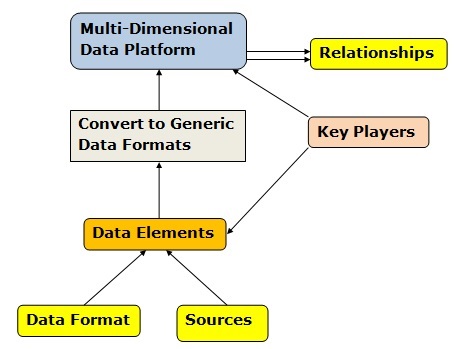 Multi-Dimensional
Data Platform
Relationships
Convert to Generic
Data Formats
Key Players
Data Elements
Data Format
Sources